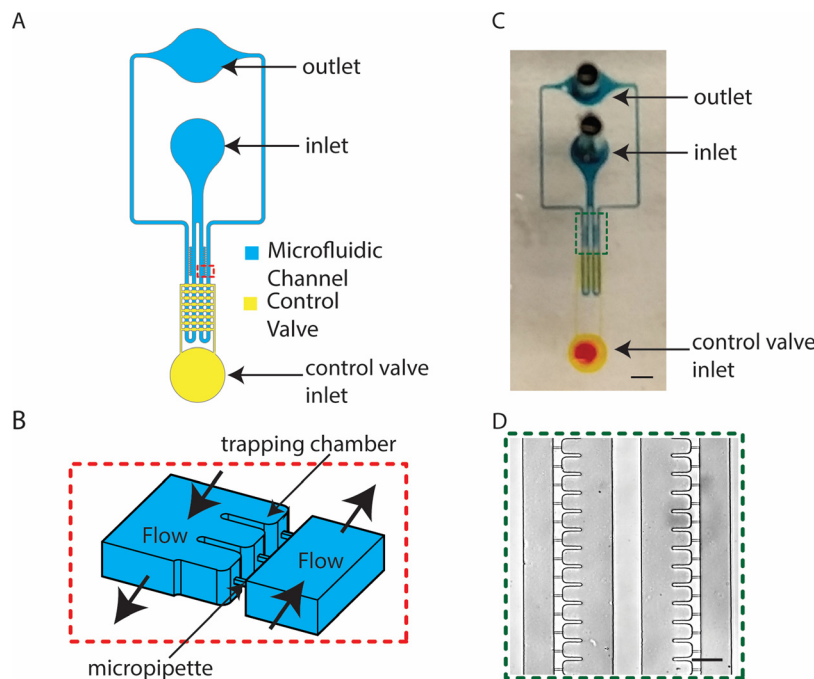 A
outlet
inlet
Microfluidic
Channel
Control
Valve
control valve
inlet
B
trapping chamber
Flow
Flow
micropipette
C
outlet
inlet
control valve
inlet
D